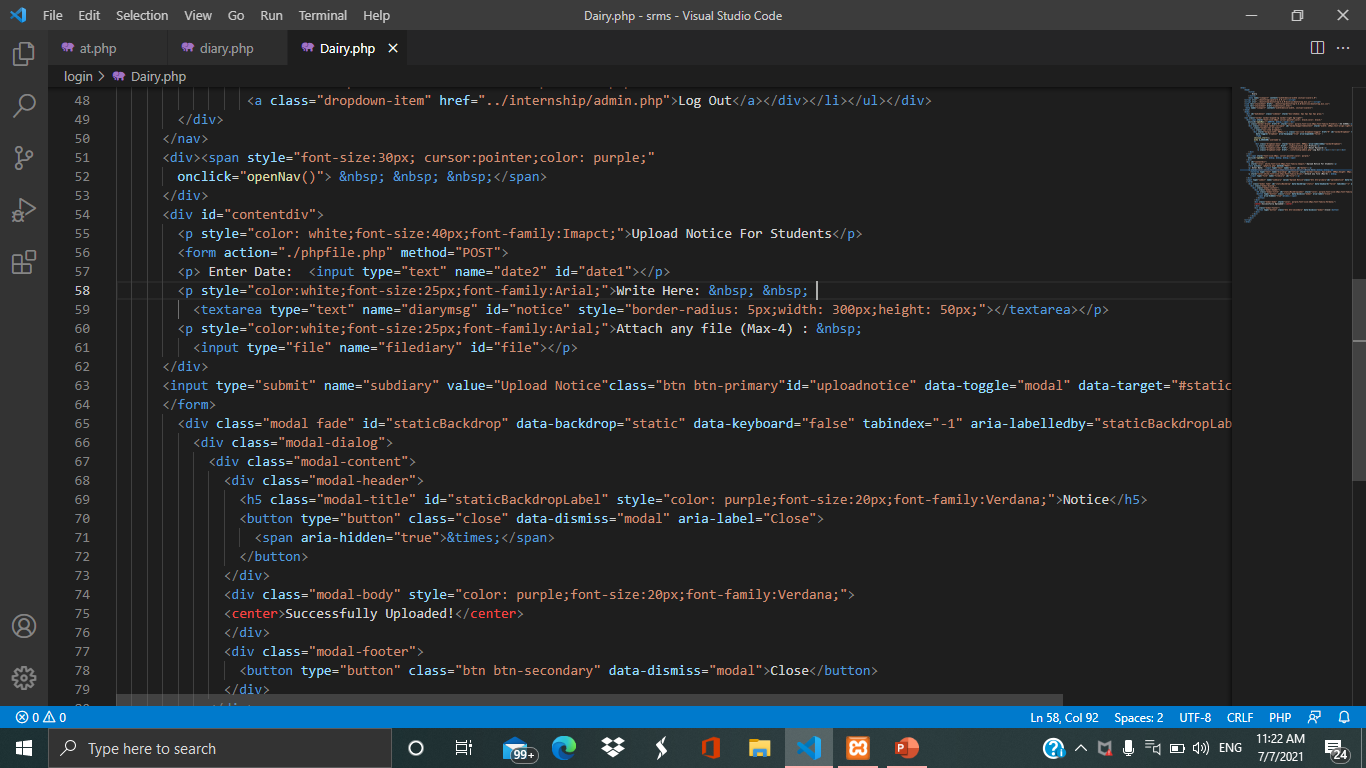 File Edit Selection View Go Run Terminal Help Dairy.php - srms - Visual Studio Code
at.php diary.php Dairy.php
login > Dairy.php
48 <a class="dropdown-item" href="../internship/admin.php">Log Out</a></div></li></ul></div>
49 </div>
50 </nav>
51 <div><span style="font-size:30px; cursor:pointer;color: purple;"
52 onclick="openNav()"> &nbsp; &nbsp; &nbsp;</span>
53 </div>
54 <div id="contentdiv">
55 <p style="color: white;font-size:40px;font-family:Imapct;">Upload Notice For Students</p>
56 <form action="./phpfile.php" method="POST">
57 <p> Enter Date:  <input type="text" name="date2" id="date1"></p>
58 <p style="color:white;font-size:25px;font-family:Arial;">Write Here: &nbsp; &nbsp;
59 <textarea type="text" name="diarymsg" id="notice" style="border-radius: 5px;width: 300px;height: 50px;"></textarea></p>
60 <p style="color:white;font-size:25px;font-family:Arial;">Attach any file (Max-4) : &nbsp;
61 <input type="file" name="filediary" id="file"></p>
62 </div>
63 <input type="submit" name="subdiary" value="Upload Notice"class="btn btn-primary"id="uploadnotice" data-toggle="modal" data-target="#static
64 </form>
65 <div class="modal fade" id="staticBackdrop" data-backdrop="static" data-keyboard="false" tabindex="-1" aria-labelledby="staticBackdropLab
66 <div class="modal-dialog">
67 <div class="modal-content">
68 <div class="modal-header">
69 <h5 class="modal-title" id="staticBackdropLabel" style="color: purple;font-size:20px;font-family:Verdana;">Notice</h5>
70 <button type="button" class="close" data-dismiss="modal" aria-label="Close">
71 <span aria-hidden="true">&times;</span>
72 </button>
73 </div>
74 <div class="modal-body" style="color: purple;font-size:20px;font-family:Verdana;">
75 <center>Successfully Uploaded!</center>
76 </div>
77 <div class="modal-footer">
78 <button type="button" class="btn btn-secondary" data-dismiss="modal">Close</button>
79 </div>
0 0 Ln 58, Col 92 Spaces: 2 UTF-8 CRLF PHP
Type here to search 99+ ENG 11:22 AM
7/7/2021 24